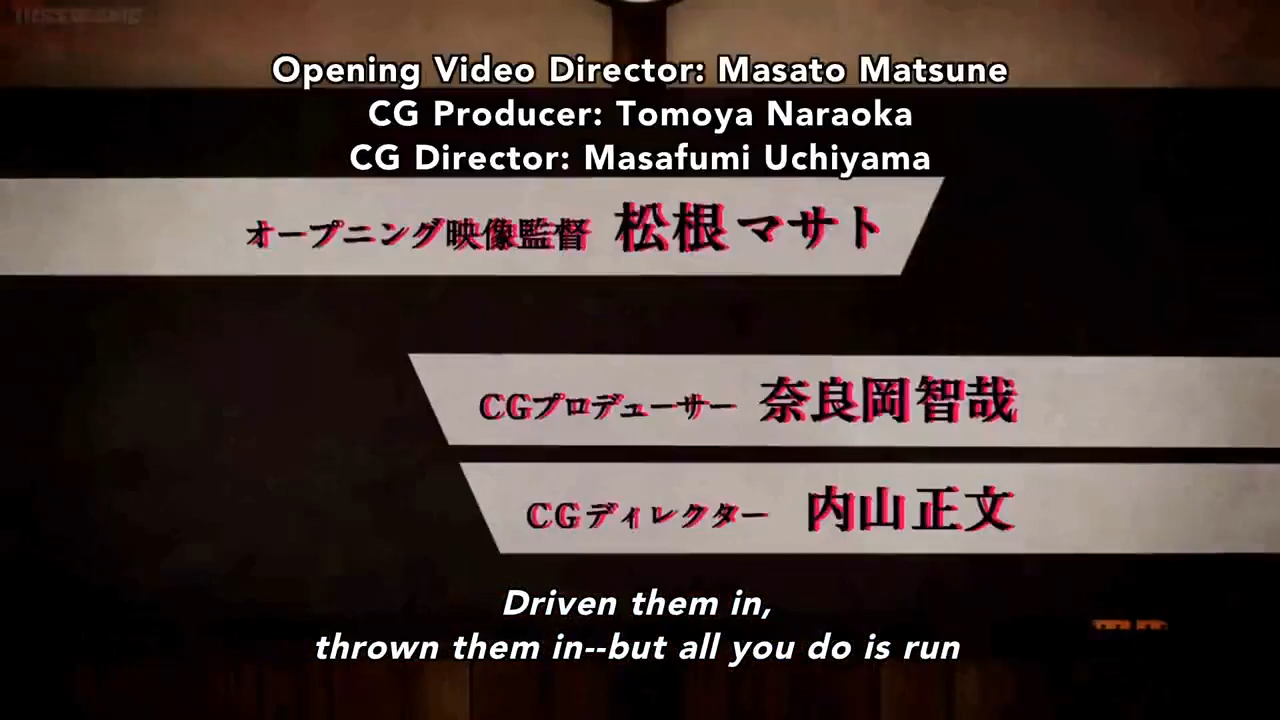 Opening Video Director: Masato Matsune
CG Producer: Tomoya Naraoka
CG Director: Masafumi Uchiyama
オープニング映像監督 松根マサト
CGプロデューサー 奈良岡智哉
CGディレクター 内山正文
Driven them in,
thrown them in--but all you do is run